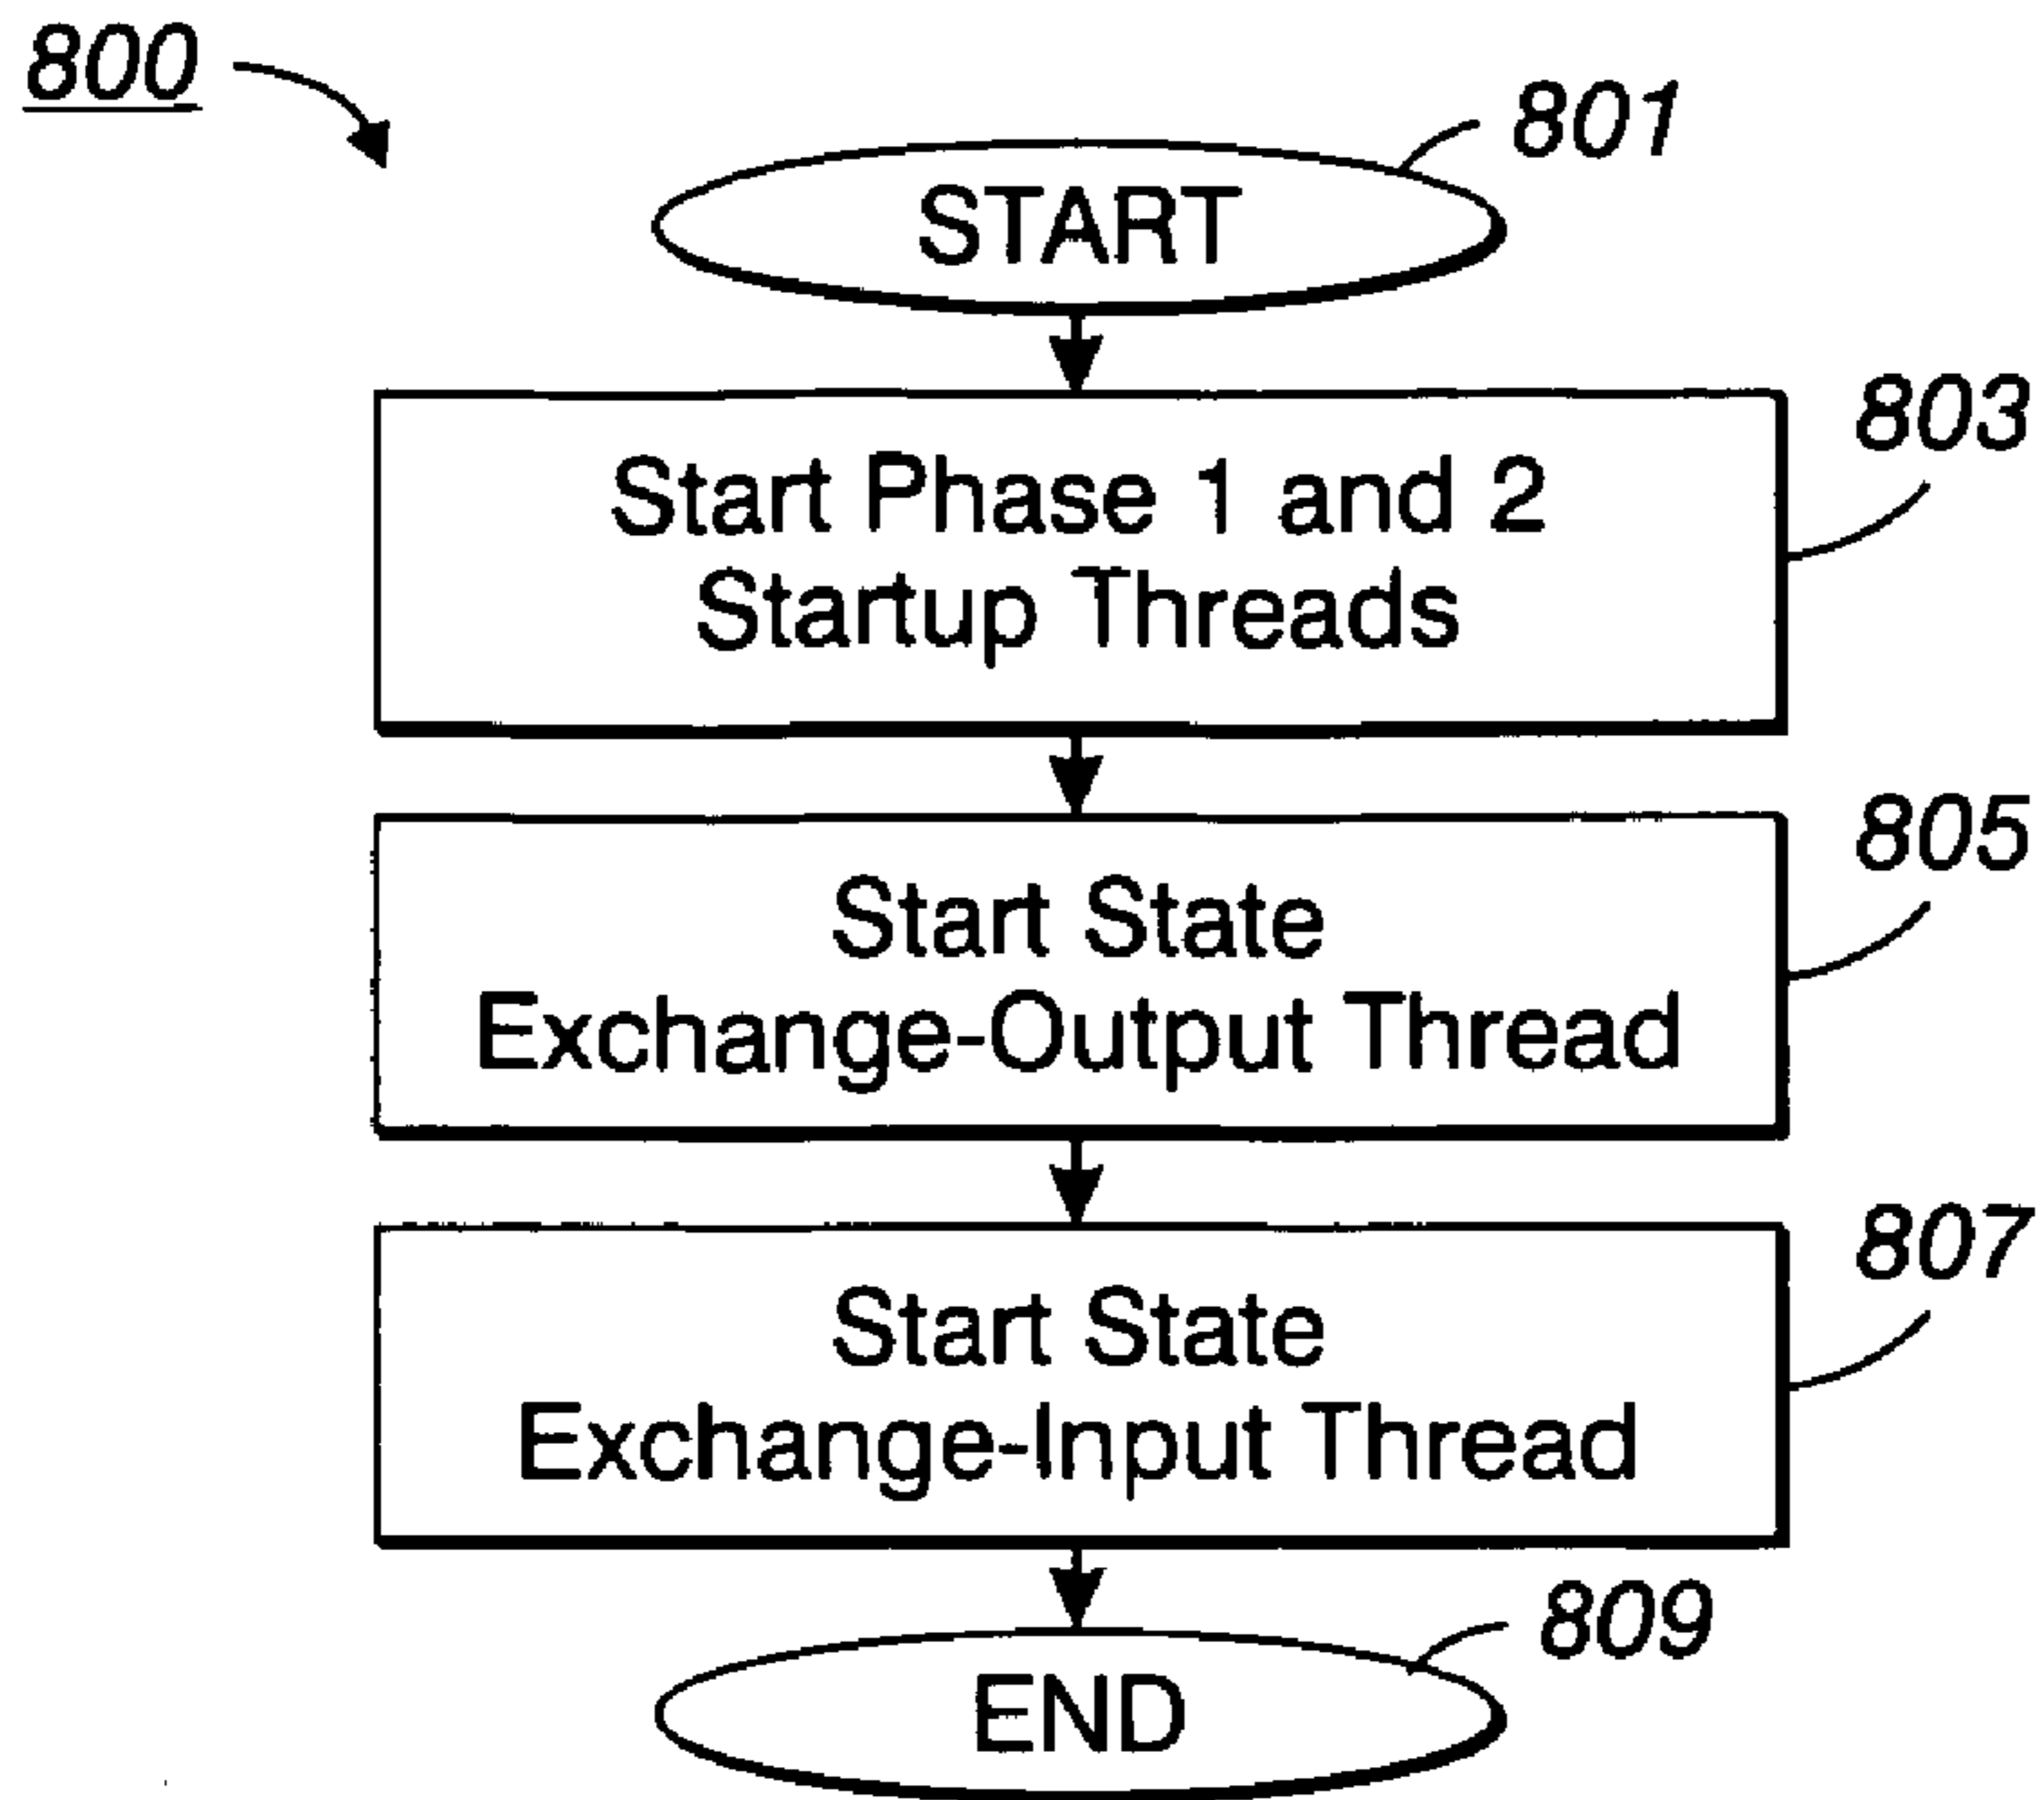 800
801
START
803
Start Phase 1 and 2
Startup Threads
805
Start State
Exchange-Output Thread
807
Start State
Exchange-Input Thread
809
END